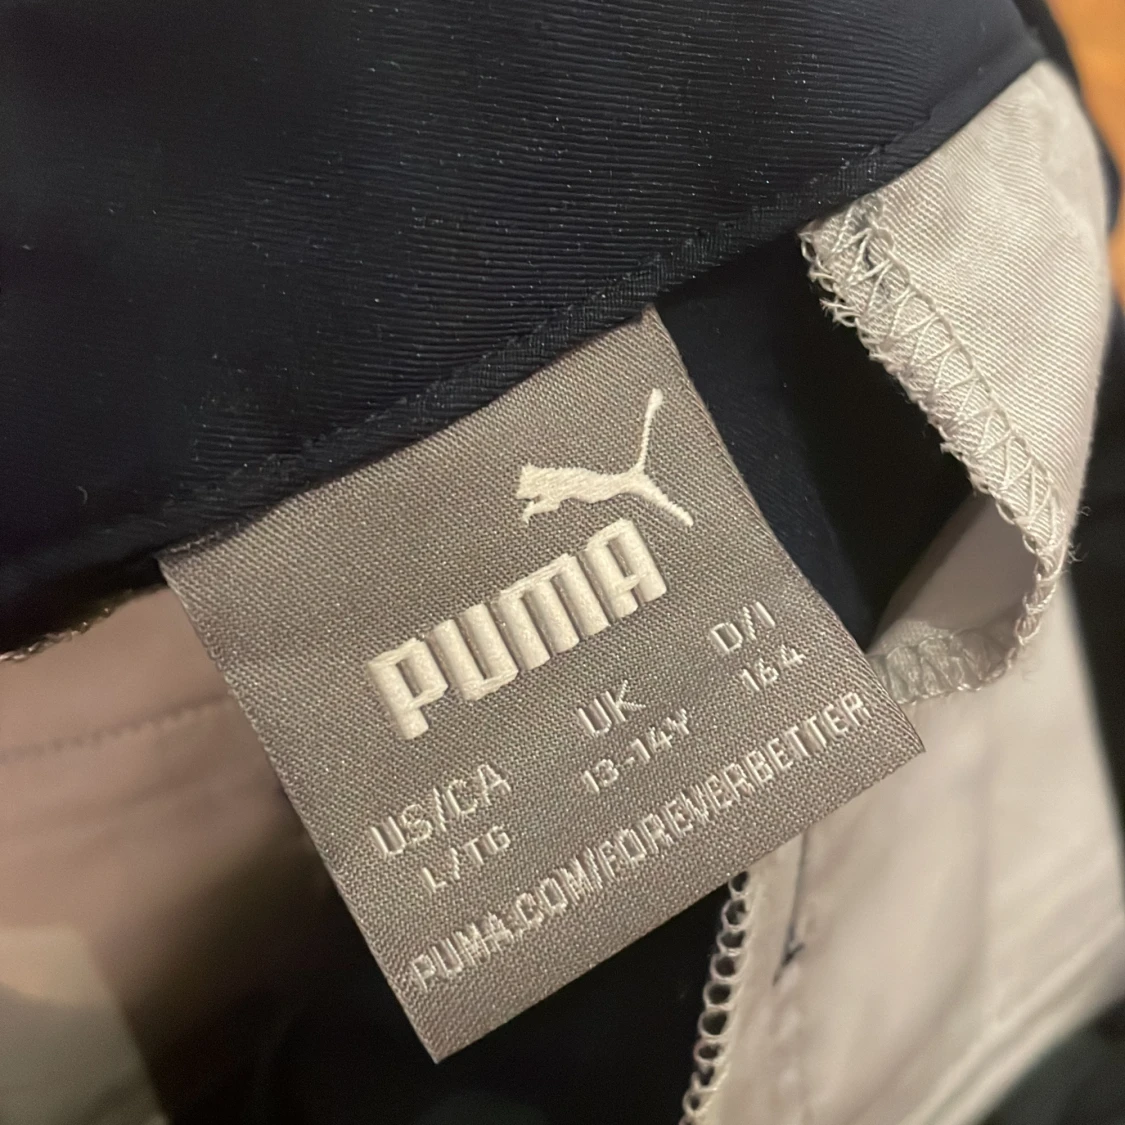 PUMA
US/CA UK D/I
L/TG 13-14Y 164
PUMA.COM/FOREVERBETTER